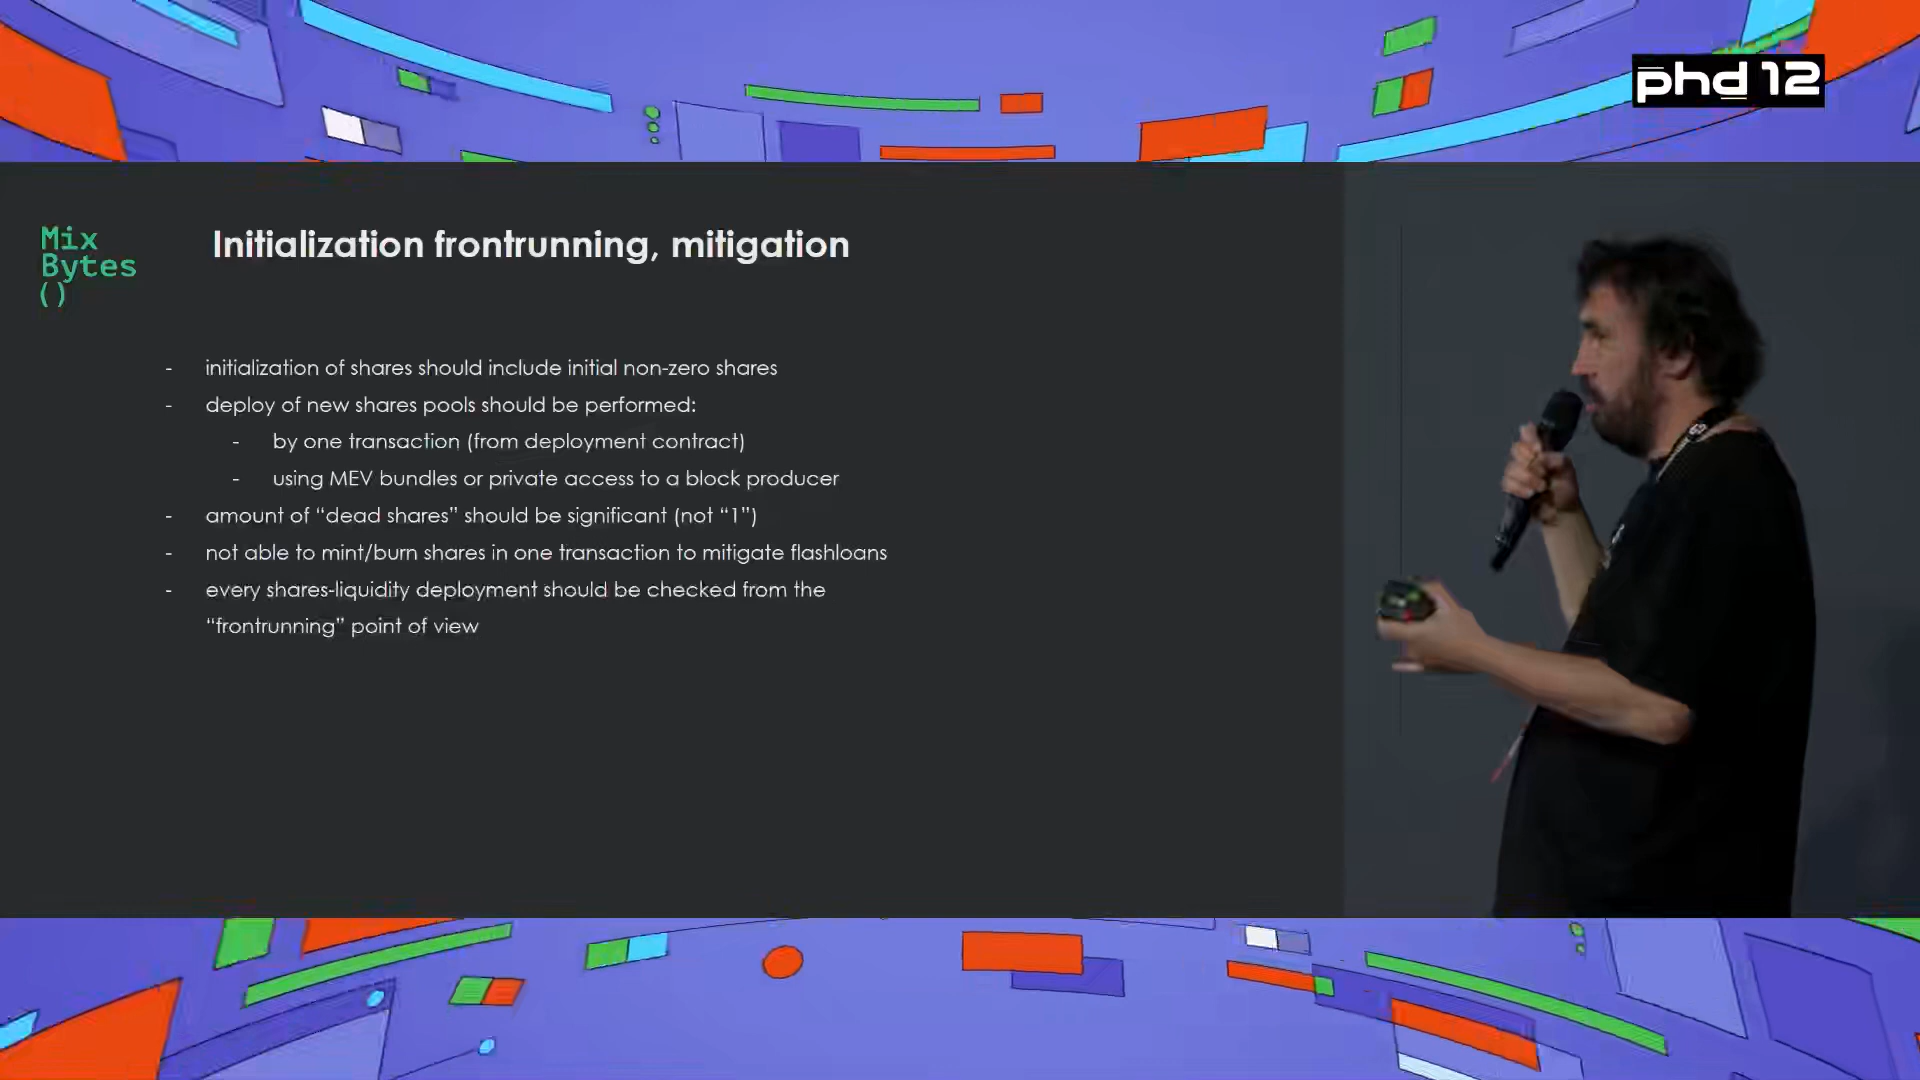 phd 12
Mix
Bytes
()
Initialization frontrunning, mitigation
- initialization of shares should include initial non-zero shares
- deploy of new shares pools should be performed:
- by one transaction (from deployment contract)
- using MEV bundles or private access to a block producer
- amount of “dead shares” should be significant (not “1”)
- not able to mint/burn shares in one transaction to mitigate flashloans
- every shares-liquidity deployment should be checked from the
“frontrunning” point of view